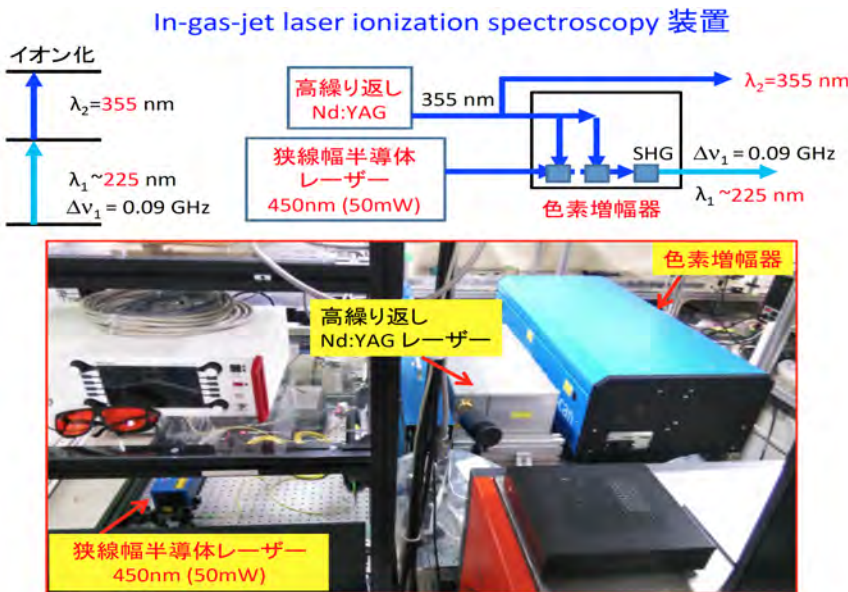 In-gas-jet laser ionization spectroscopy 装置
イオン化
λ₂=355 nm
λ₁~225 nm
Δν₁ = 0.09 GHz
高繰り返し
Nd:YAG
355 nm
λ₂=355 nm
狭線幅半導体
レーザー
450nm (50mW)
SHG
Δν₁ = 0.09 GHz
λ₁~225 nm
色素増幅器
色素増幅器
高繰り返し
Nd:YAG レーザー
狭線幅半導体レーザー
450nm (50mW)